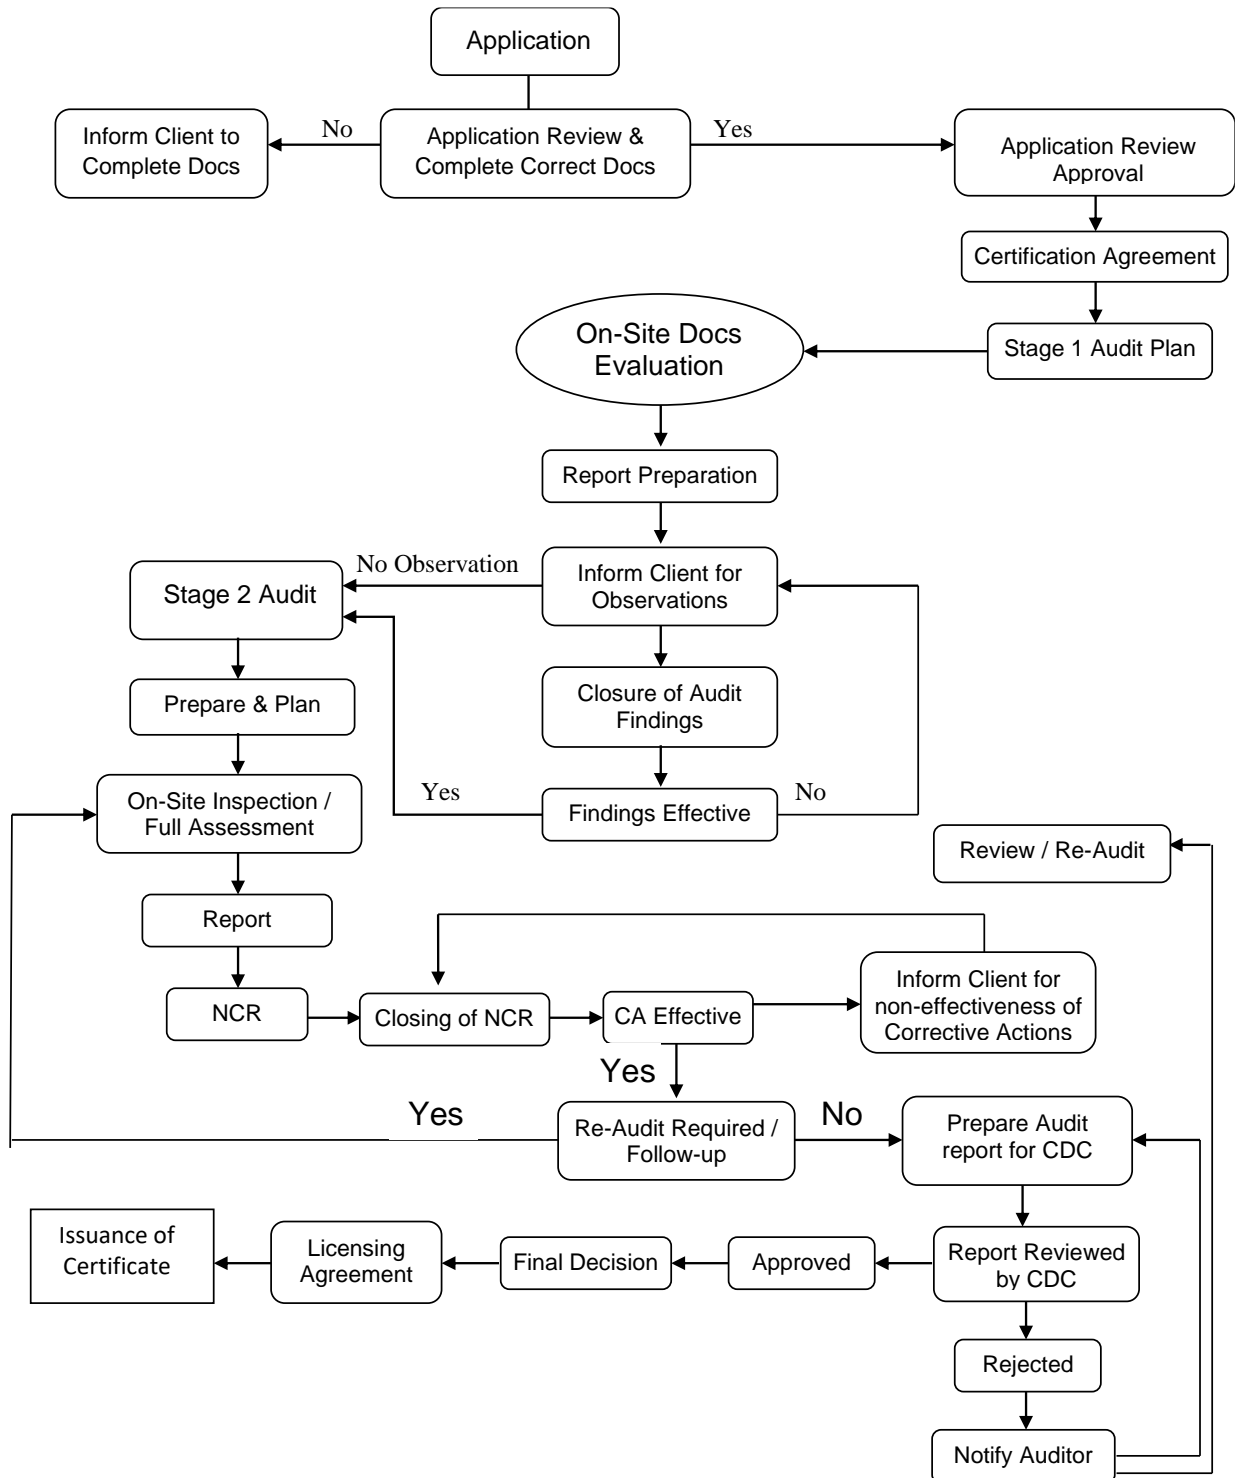 Application
Inform Client to
Complete Docs
No
Application Review &
Complete Correct Docs
Yes
Application Review
Approval
Certification Agreement
Stage 1 Audit Plan
On-Site Docs
Evaluation
Report Preparation
Inform Client for
Observations
No Observation
Stage 2 Audit
Closure of Audit
Findings
Prepare & Plan
Findings Effective
Yes
No
On-Site Inspection /
Full Assessment
Review / Re-Audit
Report
NCR
Closing of NCR
CA Effective
Inform Client for
non-effectiveness of
Corrective Actions
Yes
Re-Audit Required /
Follow-up
Yes
No
Prepare Audit
report for CDC
Report Reviewed
by CDC
Approved
Final Decision
Licensing
Agreement
Issuance of
Certificate
Rejected
Notify Auditor